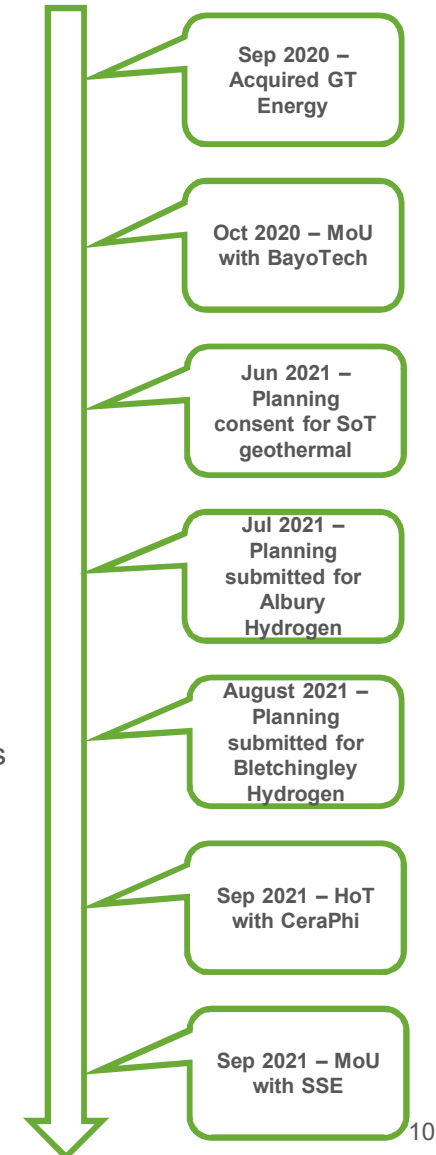 Sep 2020 –
Acquired GT
Energy
Oct 2020 – MoU
with BayoTech
Jun 2021 –
Planning
consent for SoT
geothermal
Jul 2021 –
Planning
submitted for
Albury
Hydrogen
August 2021 –
Planning
submitted for
Bletchingley
Hydrogen
s
Sep 2021 – HoT
with CeraPhi
Sep 2021 – MoU
with SSE
10